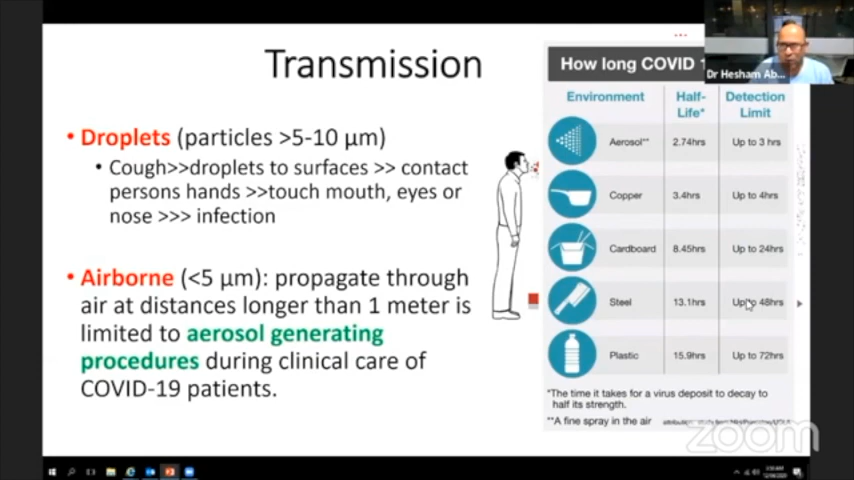 Transmission
• Droplets (particles >5-10 µm)
• Cough>>droplets to surfaces >> contact
persons hands >>touch mouth, eyes or
nose >>> infection
• Airborne (<5 µm): propagate through
air at distances longer than 1 meter is
limited to aerosol generating
procedures during clinical care of
COVID-19 patients.
How long COVID
Environment Half-Life* Detection Limit
Aerosol** 2.74hrs Up to 3 hrs
Copper 3.4hrs Up to 4hrs
Cardboard 8.45hrs Up to 24hrs
Steel 13.1hrs Up to 48hrs
Plastic 15.9hrs Up to 72hrs
*The time it takes for a virus deposit to decay to
half its strength.
**A fine spray in the air
Dr Hesham Ab...
zoom